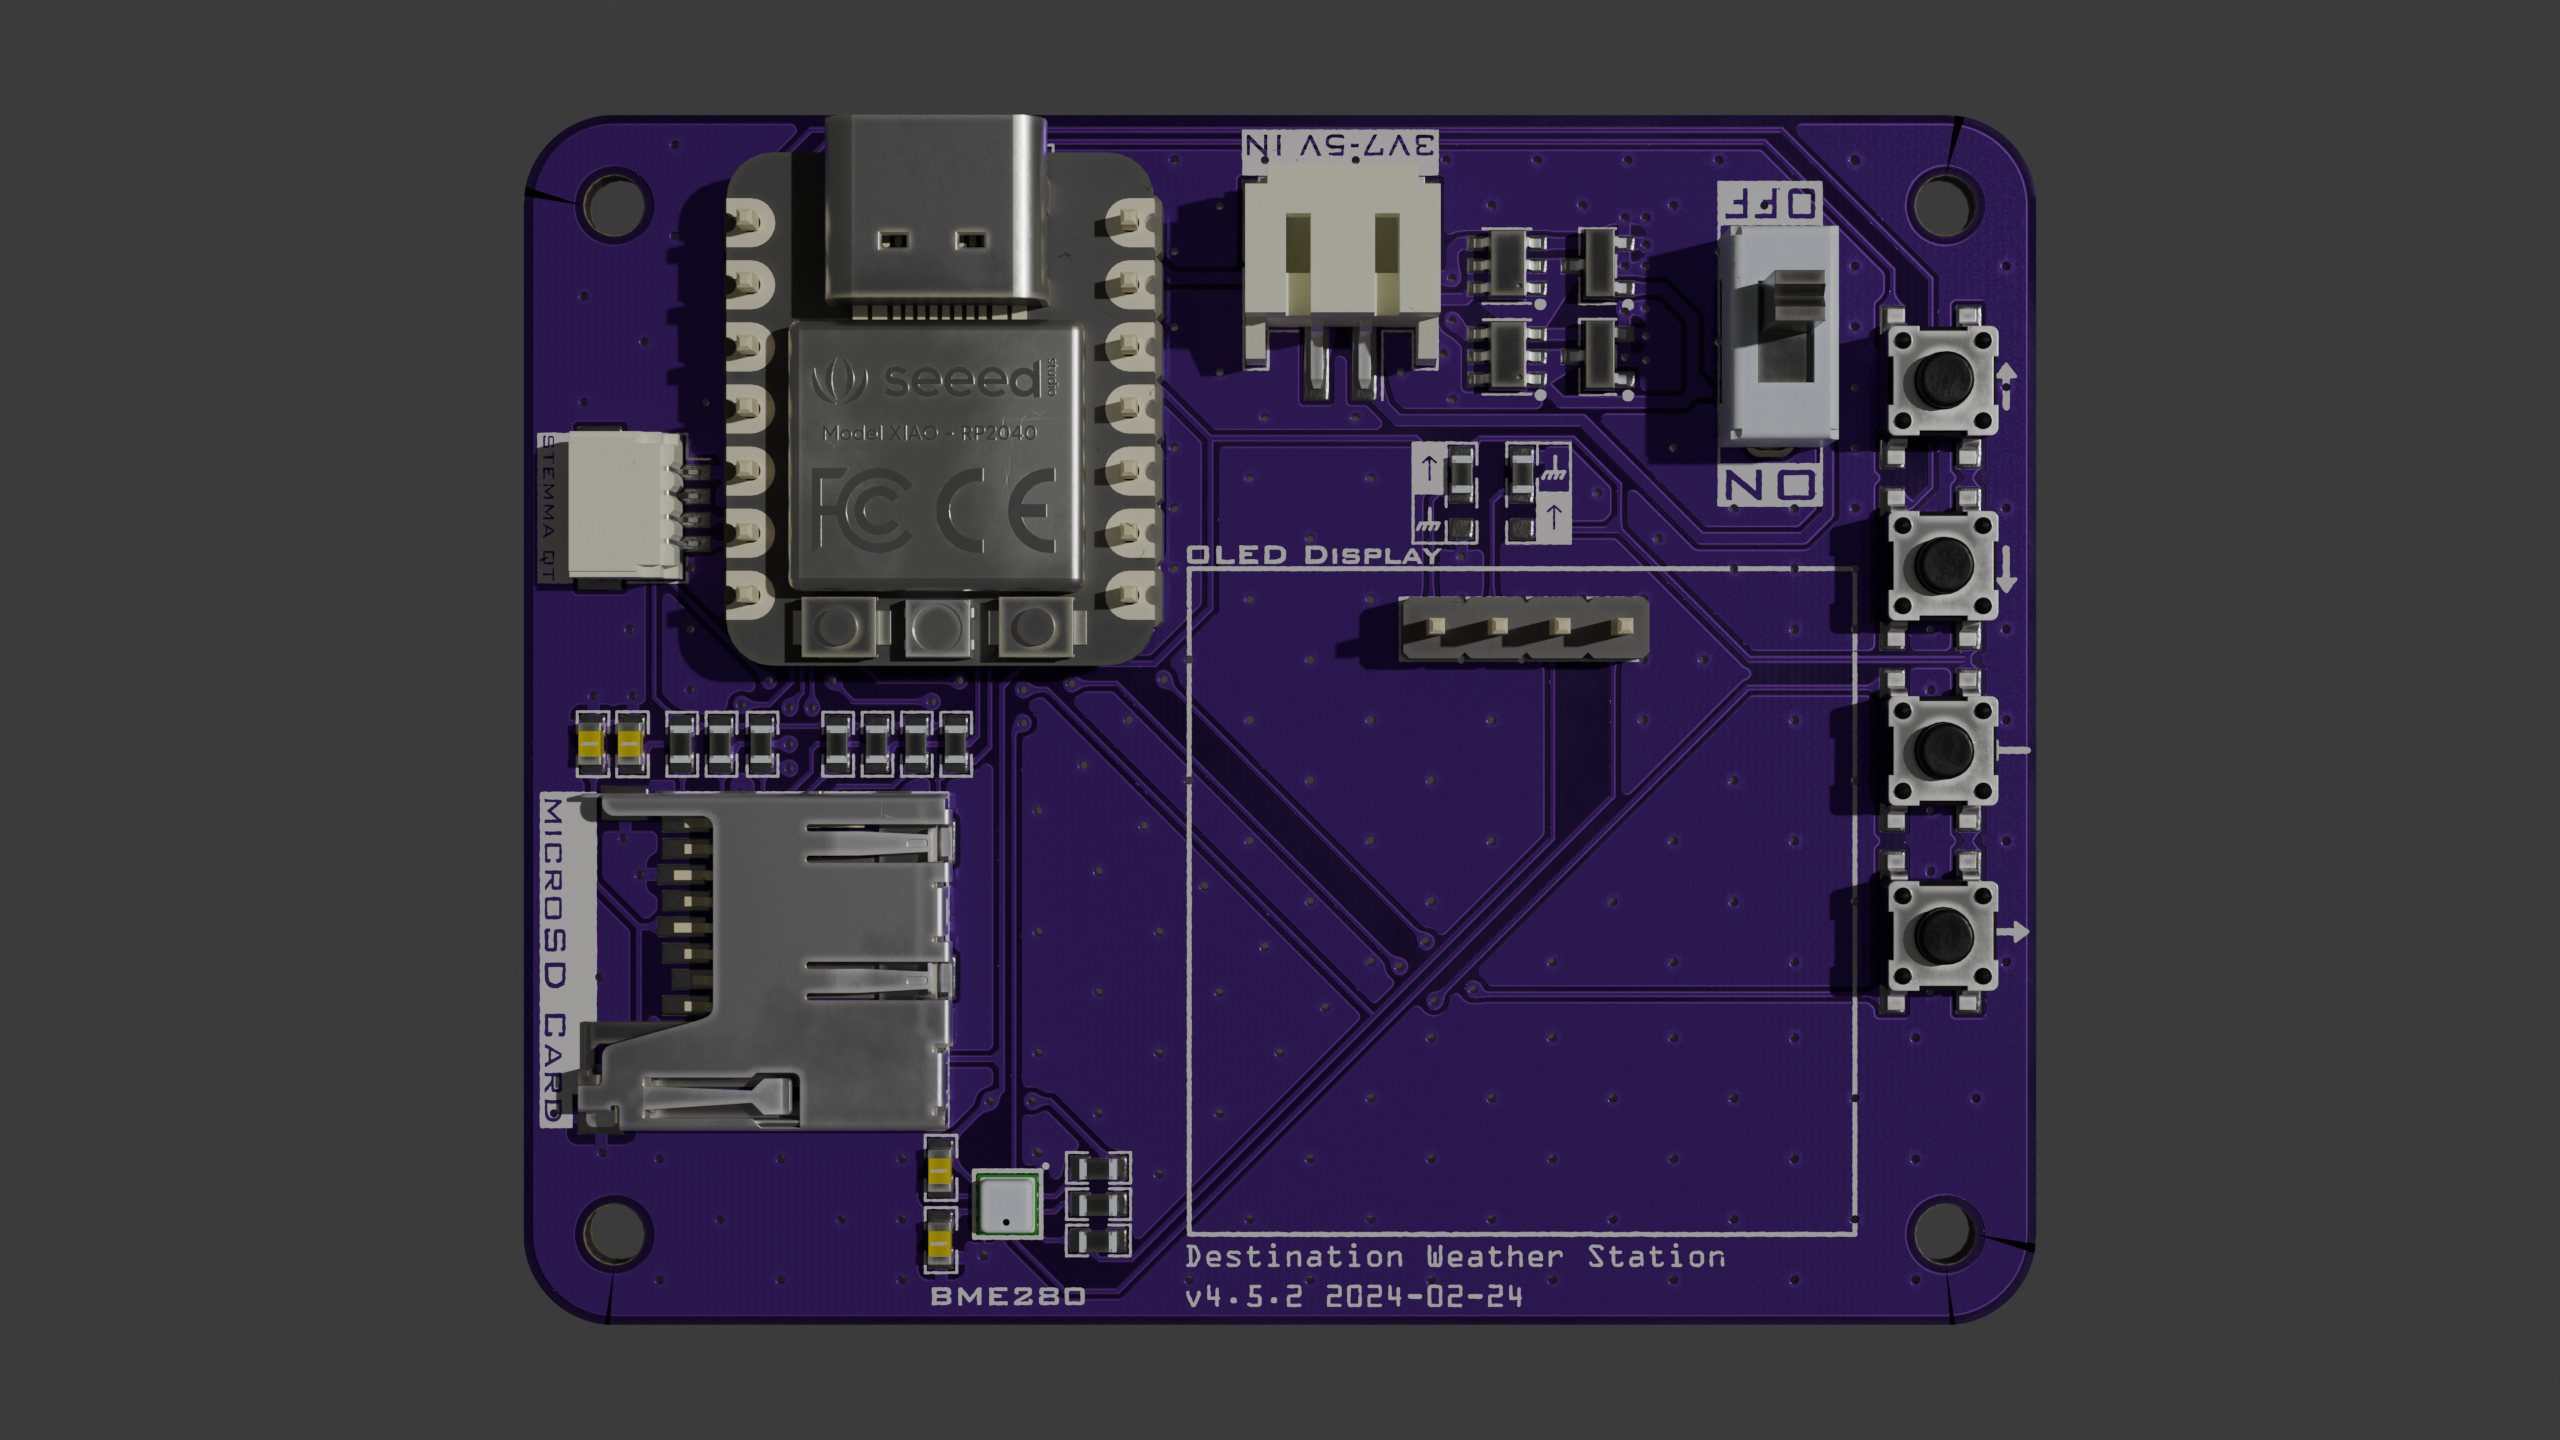 3V7-5V IN
OFF
seeed
studio
Model XIAO - RP2040
FC CE
STEMMA QT
ON
OLED DISPLAY
MICROSD CARD
Destination Weather Station
v4.5.2 2024-02-24
BME280